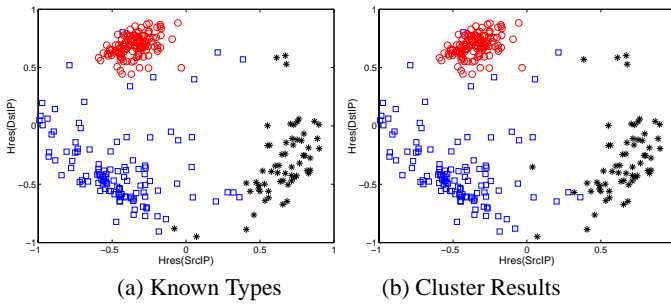 1
0.5
0
−0.5
−1
−1 −0.5 0 0.5 1
Hres(DstIP)
Hres(SrcIP)
(a) Known Types
1
0.5
0
−0.5
−1
−1 −0.5 0 0.5 1
Hres(DstIP)
Hres(SrcIP)
(b) Cluster Results